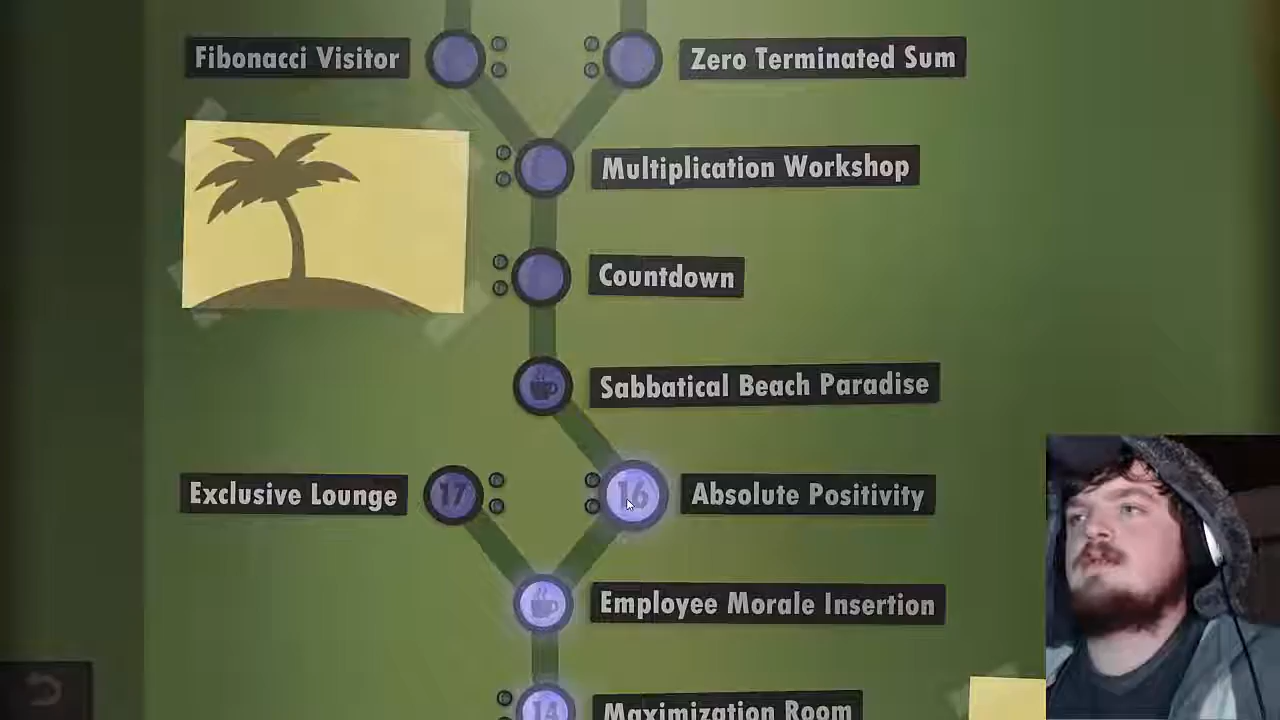 Fibonacci Visitor
Zero Terminated Sum
Multiplication Workshop
Countdown
Sabbatical Beach Paradise
Exclusive Lounge
17
16
Absolute Positivity
Employee Morale Insertion
14
Maximization Room